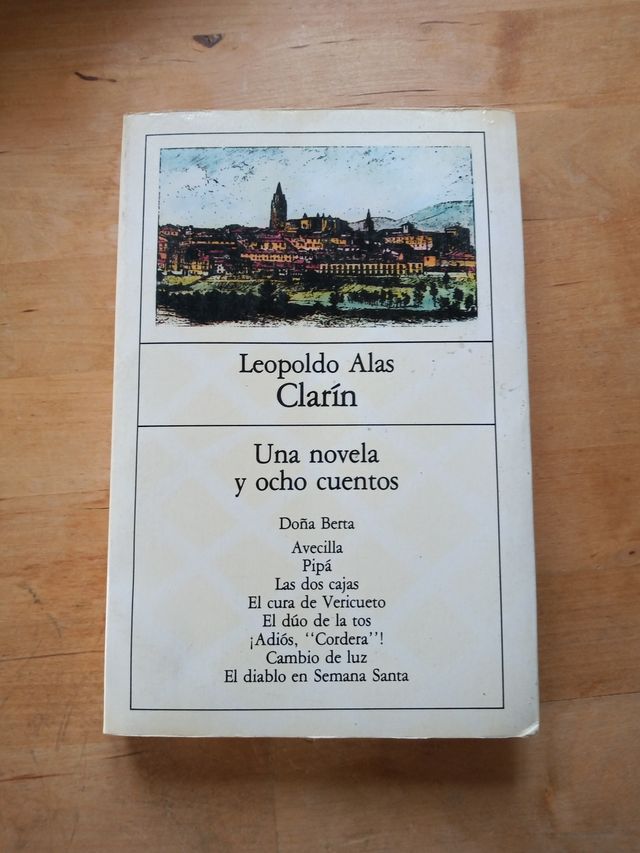 Leopoldo Alas
Clarín
Una novela
y ocho cuentos
Doña Berta
Avecilla
Pipá
Las dos cajas
El cura de Vericueto
El dúo de la tos
¡Adiós, “Cordera”!
Cambio de luz
El diablo en Semana Santa